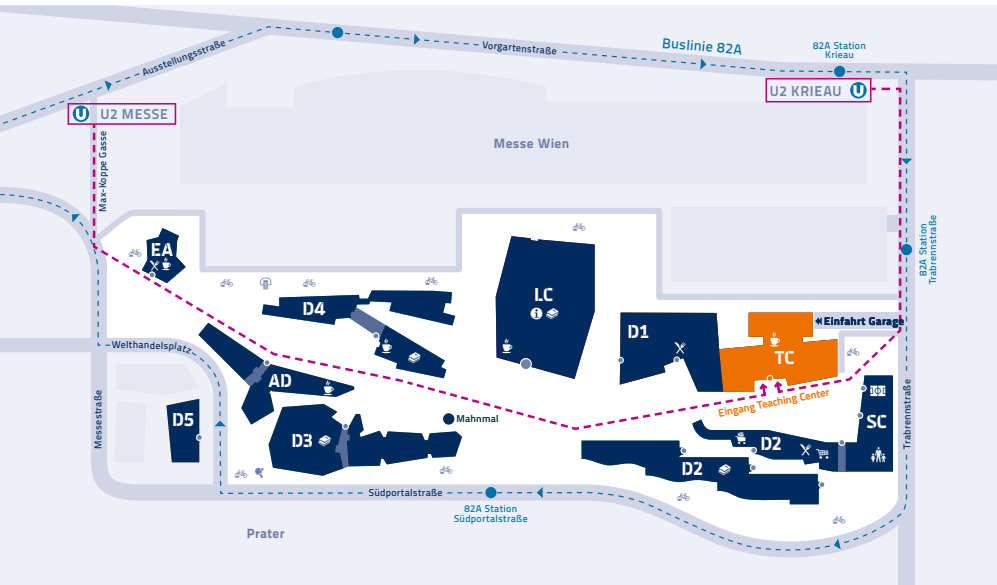 Buslinie 82A
82A Station
Krieau
Vorgartenstraße
Ausstellungsstraße
U2 KRIEAU U
U U2 MESSE
Messe Wien
Max-Koppe Gasse
82A Station
Trabrennstraße
EA
LC
i
D4
D1
Einfahrt Garage
TC
Welthandelsplatz
AD
Eingang Teaching Center
Messestraße
D5
Mahnmal
SC
Trabrennstraße
D3
D2
D2
Südportalstraße
82A Station
Südportalstraße
Prater